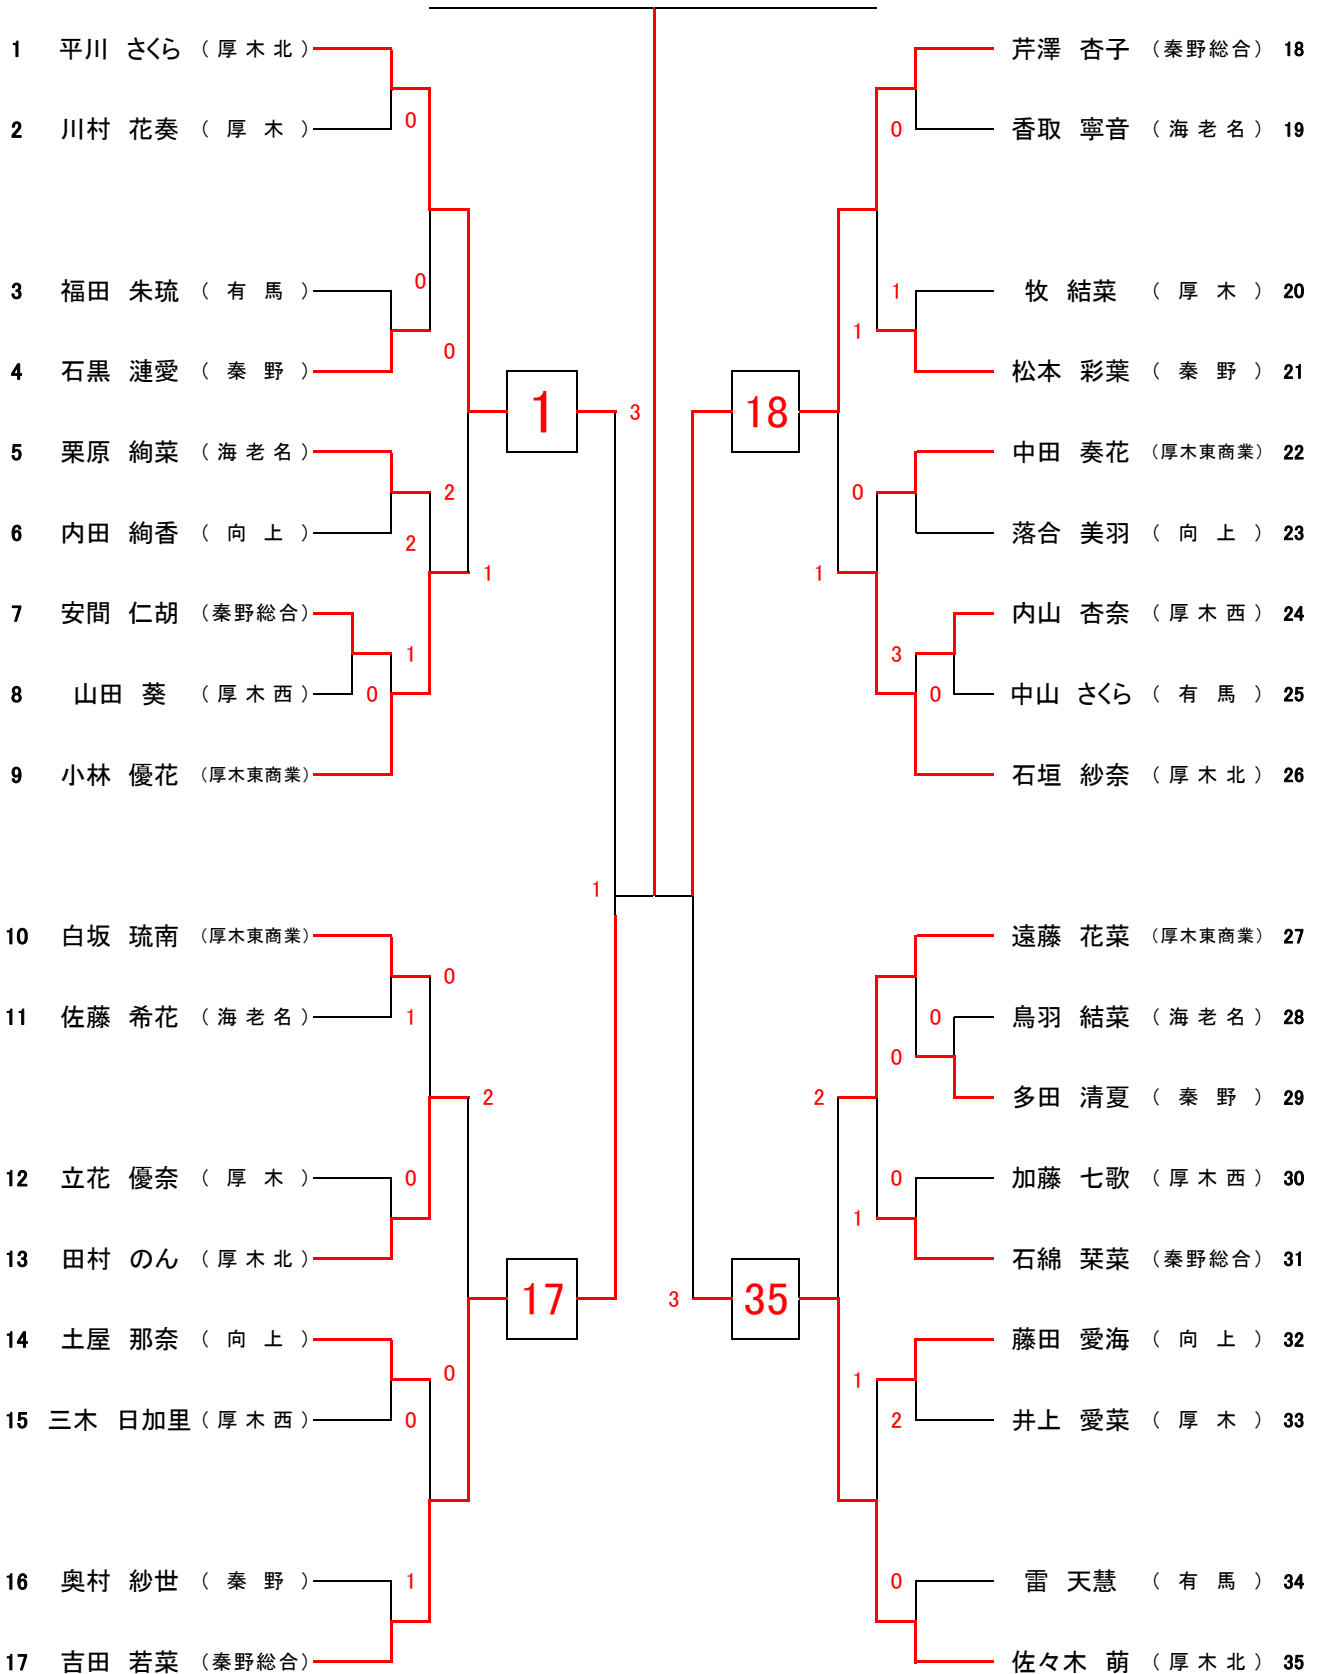 1 平川 さくら （厚木北）
2 川村 花奏 （厚木）
0
3 福田 朱琉 （有馬）
0
4 石黒 漣愛 （秦野）
0
1
3
5 栗原 絢菜 （海老名）
2
6 内田 絢香 （向上）
2
1
7 安間 仁胡 （秦野総合）
1
8 山田 葵 （厚木西）
0
9 小林 優花 （厚木東商業）
1
10 白坂 琉南 （厚木東商業）
0
11 佐藤 希花 （海老名）
1
2
12 立花 優奈 （厚木）
0
13 田村 のん （厚木北）
17
3
14 土屋 那奈 （向上）
0
15 三木 日加里 （厚木西）
0
16 奥村 紗世 （秦野）
1
17 吉田 若菜 （秦野総合）
芹澤 杏子 （秦野総合） 18
0
香取 寧音 （海老名） 19
1
牧 結菜 （厚木） 20
1
松本 彩葉 （秦野） 21
18
中田 奏花 （厚木東商業） 22
0
落合 美羽 （向上） 23
1
内山 杏奈 （厚木西） 24
3
0
中山 さくら （有馬） 25
石垣 紗奈 （厚木北） 26
遠藤 花菜 （厚木東商業） 27
0
鳥羽 結菜 （海老名） 28
0
2
多田 清夏 （秦野） 29
0
加藤 七歌 （厚木西） 30
1
石綿 栞菜 （秦野総合） 31
35
藤田 愛海 （向上） 32
1
2
井上 愛菜 （厚木） 33
0
雷 天慧 （有馬） 34
佐々木 萌 （厚木北） 35